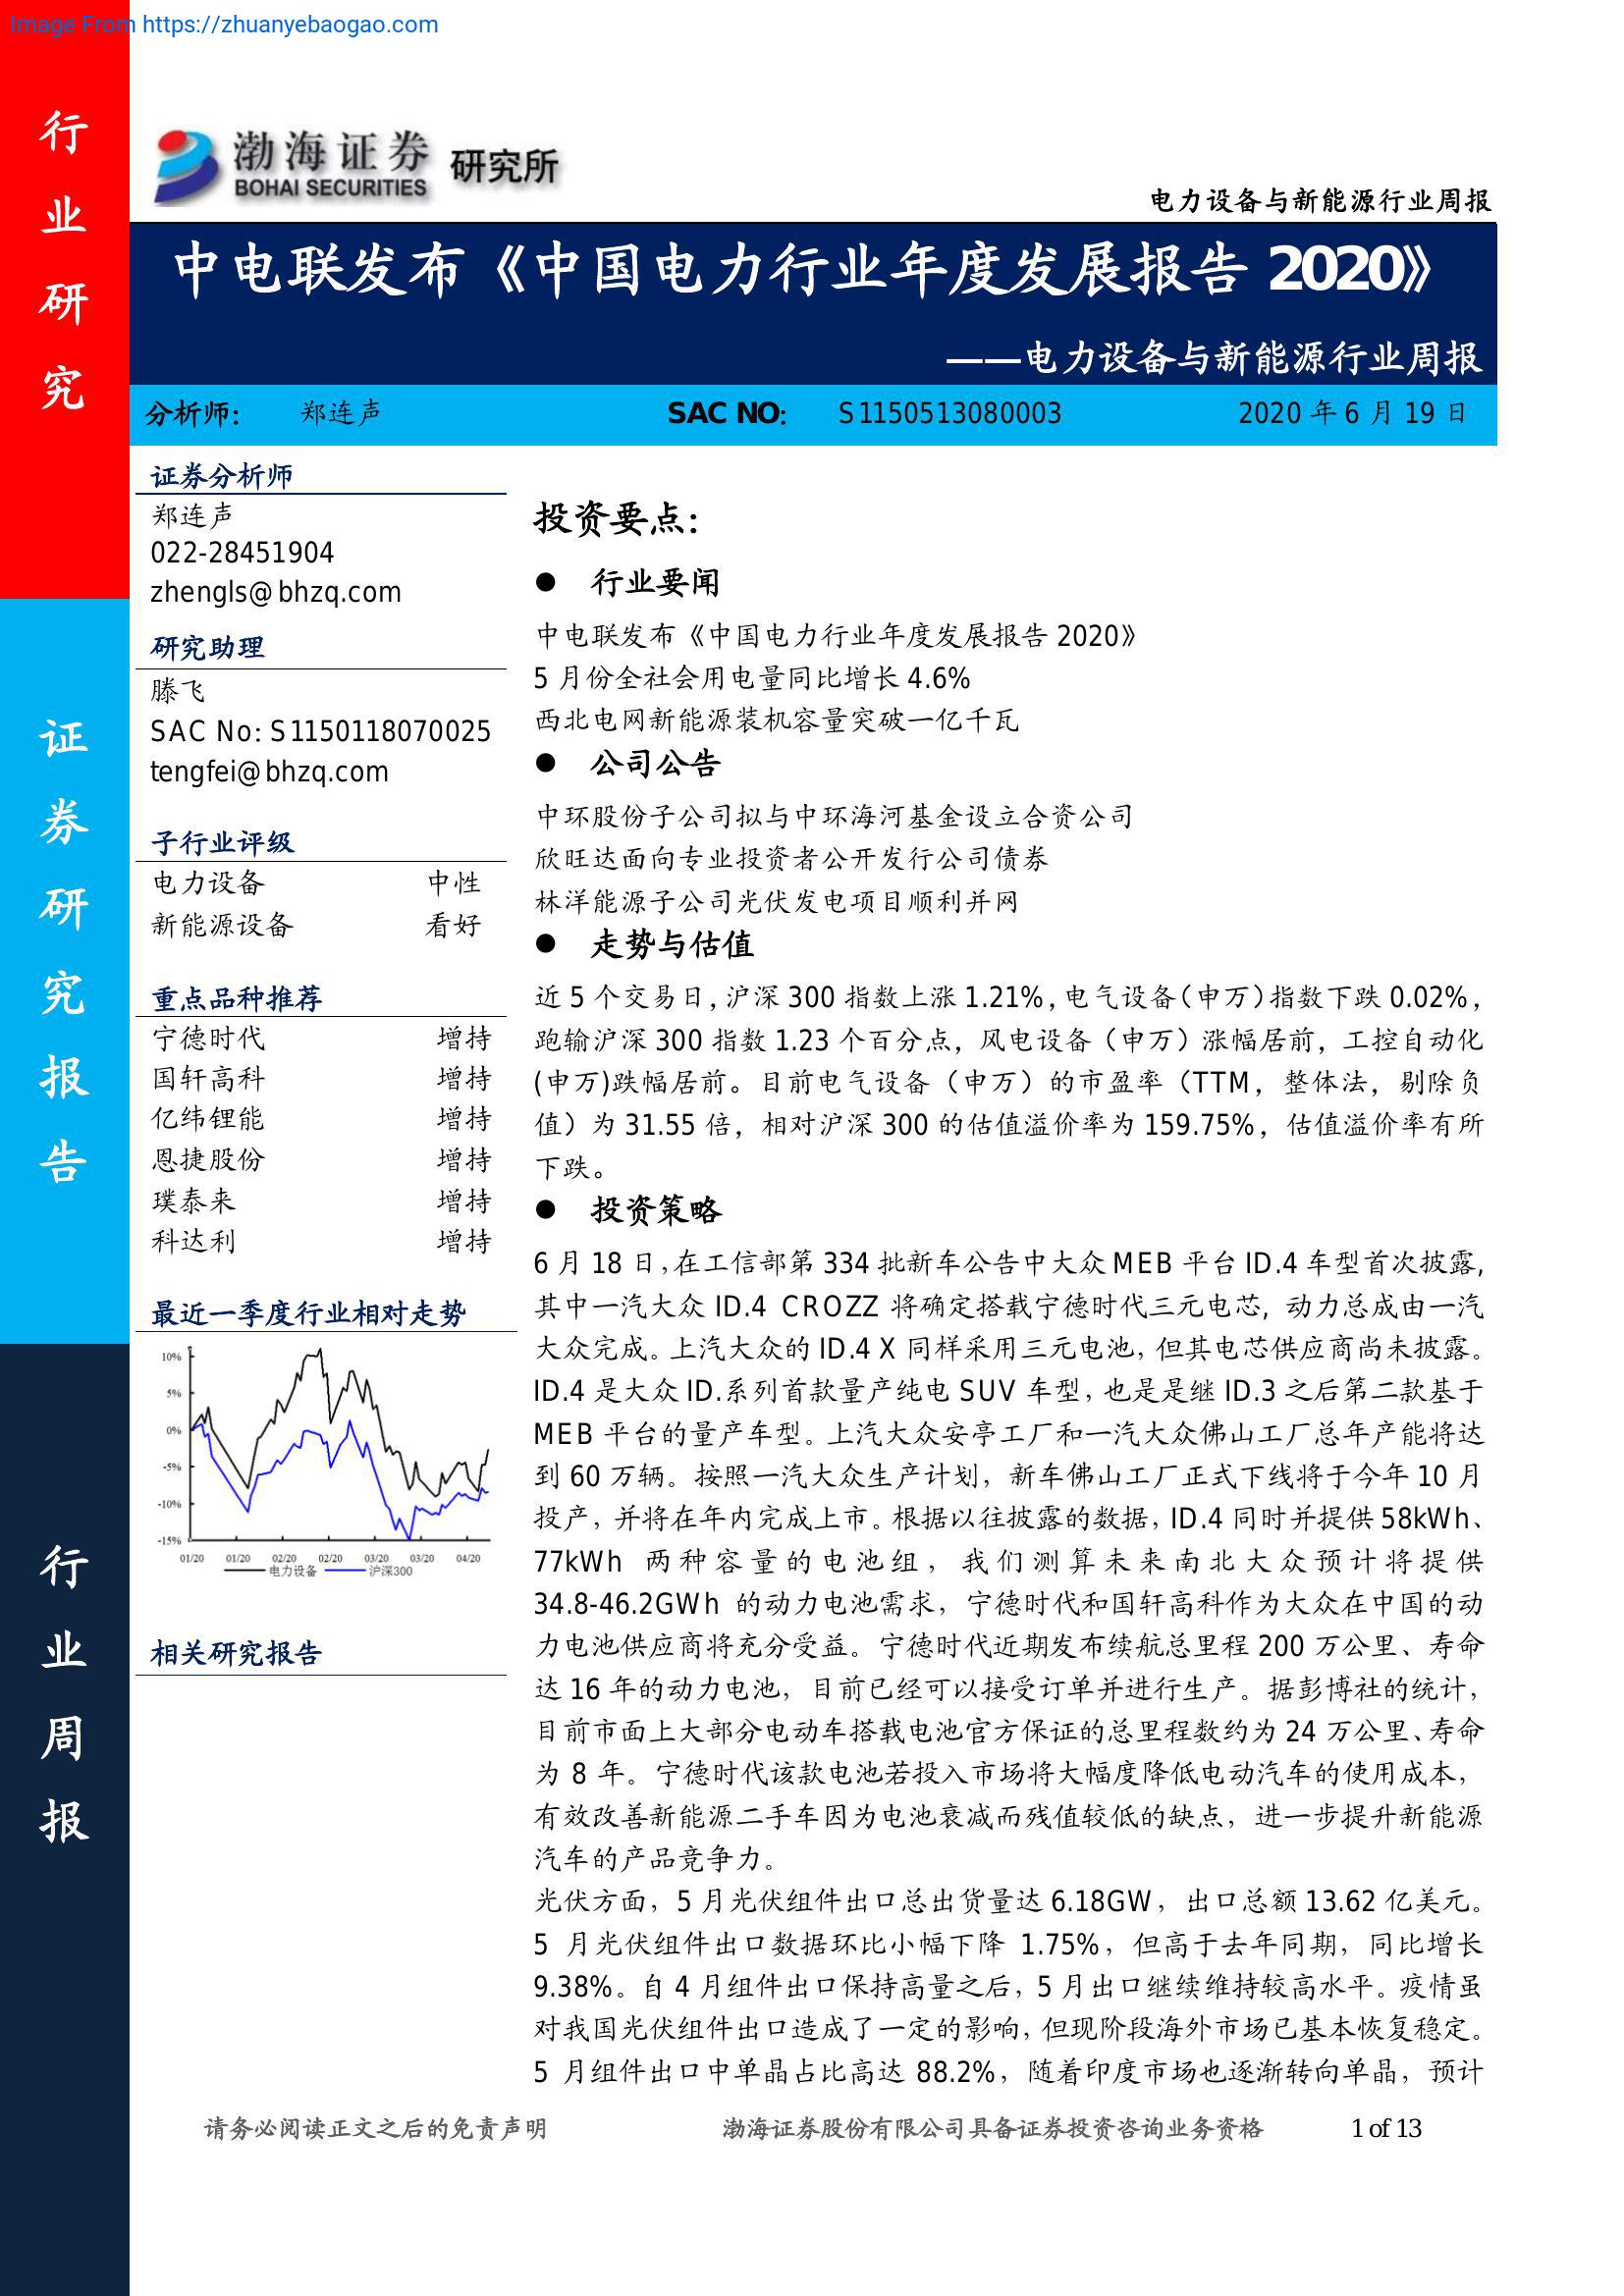 Image From https://zhuanyebaogao.com
行业研究
证券研究报告
行业周报
渤海证券 研究所
BOHAI SECURITIES
电力设备与新能源行业周报
中电联发布《中国电力行业年度发展报告 2020》
——电力设备与新能源行业周报
分析师： 郑连声 SAC NO： S1150513080003 2020 年 6 月 19 日
证券分析师
郑连声
022-28451904
zhengls@bhzq.com
研究助理
滕飞
SAC No: S1150118070025
tengfei@bhzq.com
子行业评级
电力设备 中性
新能源设备 看好
重点品种推荐
宁德时代 增持
国轩高科 增持
亿纬锂能 增持
恩捷股份 增持
璞泰来 增持
科达利 增持
最近一季度行业相对走势
10%
5%
0%
-5%
-10%
-15%
01/20 01/20 02/20 02/20 03/20 03/20 04/20
电力设备 沪深300
相关研究报告
投资要点：
● 行业要闻
中电联发布《中国电力行业年度发展报告 2020》
5 月份全社会用电量同比增长 4.6%
西北电网新能源装机容量突破一亿千瓦
● 公司公告
中环股份子公司拟与中环海河基金设立合资公司
欣旺达面向专业投资者公开发行公司债券
林洋能源子公司光伏发电项目顺利并网
● 走势与估值
近 5 个交易日，沪深 300 指数上涨 1.21%，电气设备（申万）指数下跌 0.02%，
跑输沪深 300 指数 1.23 个百分点，风电设备（申万）涨幅居前，工控自动化
(申万)跌幅居前。目前电气设备（申万）的市盈率（TTM，整体法，剔除负
值）为 31.55 倍，相对沪深 300 的估值溢价率为 159.75%，估值溢价率有所
下跌。
● 投资策略
6 月 18 日，在工信部第 334 批新车公告中大众 MEB 平台 ID.4 车型首次披露，
其中一汽大众 ID.4 CROZZ 将确定搭载宁德时代三元电芯，动力总成由一汽
大众完成。上汽大众的 ID.4 X 同样采用三元电池，但其电芯供应商尚未披露。
ID.4 是大众 ID.系列首款量产纯电 SUV 车型，也是是继 ID.3 之后第二款基于
MEB 平台的量产车型。上汽大众安亭工厂和一汽大众佛山工厂总年产能将达
到 60 万辆。按照一汽大众生产计划，新车佛山工厂正式下线将于今年 10 月
投产，并将在年内完成上市。根据以往披露的数据，ID.4 同时并提供 58kWh、
77kWh 两种容量的电池组，我们测算未来南北大众预计将提供
34.8-46.2GWh 的动力电池需求，宁德时代和国轩高科作为大众在中国的动
力电池供应商将充分受益。宁德时代近期发布续航总里程 200 万公里、寿命
达 16 年的动力电池，目前已经可以接受订单并进行生产。据彭博社的统计，
目前市面上大部分电动车搭载电池官方保证的总里程数约为 24 万公里、寿命
为 8 年。宁德时代该款电池若投入市场将大幅度降低电动汽车的使用成本，
有效改善新能源二手车因为电池衰减而残值较低的缺点，进一步提升新能源
汽车的产品竞争力。
光伏方面，5 月光伏组件出口总出货量达 6.18GW，出口总额 13.62 亿美元。
5 月光伏组件出口数据环比小幅下降 1.75%，但高于去年同期，同比增长
9.38%。自 4 月组件出口保持高量之后，5 月出口继续维持较高水平。疫情虽
对我国光伏组件出口造成了一定的影响，但现阶段海外市场已基本恢复稳定。
5 月组件出口中单晶占比高达 88.2%，随着印度市场也逐渐转向单晶，预计
请务必阅读正文之后的免责声明 渤海证券股份有限公司具备证券投资咨询业务资格 1 of 13